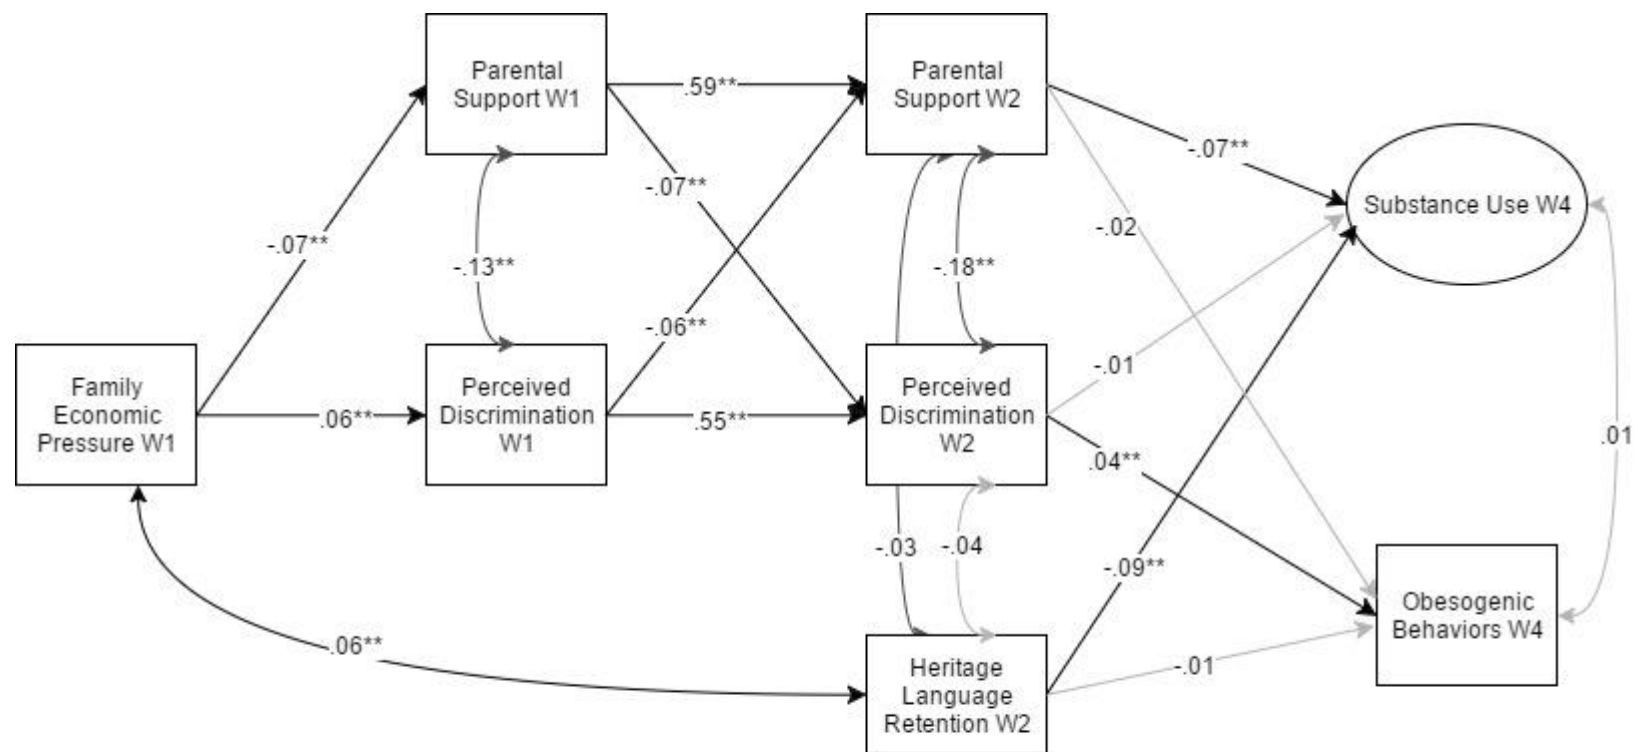 Parental
Support W1
Parental
Support W2
.59**
-.07**
Substance Use W4
-.07**
-.02
-.07**
-.13**
-.18**
-.06**
-.01
Family
Economic
Pressure W1
.06**
Perceived
Discrimination
W1
.55**
Perceived
Discrimination
W2
.04**
.01
-.03
-.04
-.09**
Obesogenic
Behaviors W4
.06**
Heritage
Language
Retention W2
-.01